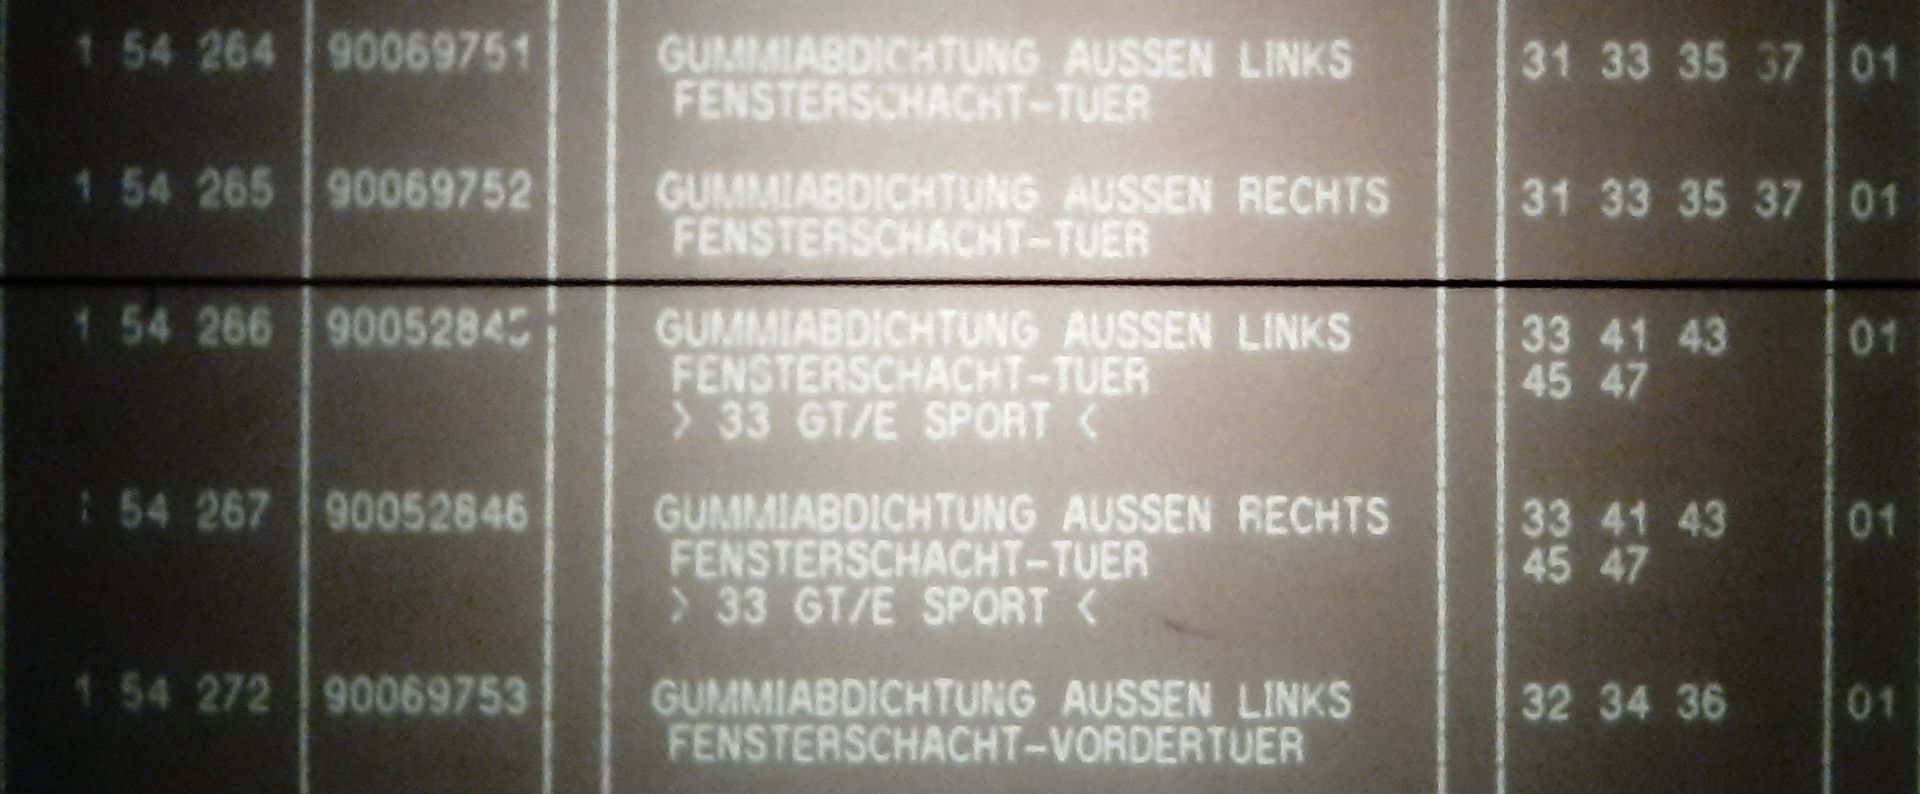 1 54 264 90069751 GUMMIABDICHTUNG AUSSEN LINKS 31 33 35 37 01
FENSTERSCHACHT-TUER
1 54 265 90069752 GUMMIABDICHTUNG AUSSEN RECHTS 31 33 35 37 01
FENSTERSCHACHT-TUER
1 54 266 GUMMIABDICHTUNG AUSSEN LINKS 33 41 43 01
FENSTERSCHACHT-TUER 45 47
> 33 GT/E SPORT <
54 267 90052846 GUMMIABDICHTUNG AUSSEN RECHTS 33 41 43 01
FENSTERSCHACHT-TUER 45 47
> 33 GT/E SPORT <
1 54 272 90069753 GUMMIABDICHTUNG AUSSEN LINKS 32 34 36 01
FENSTERSCHACHT-VORDERTUER